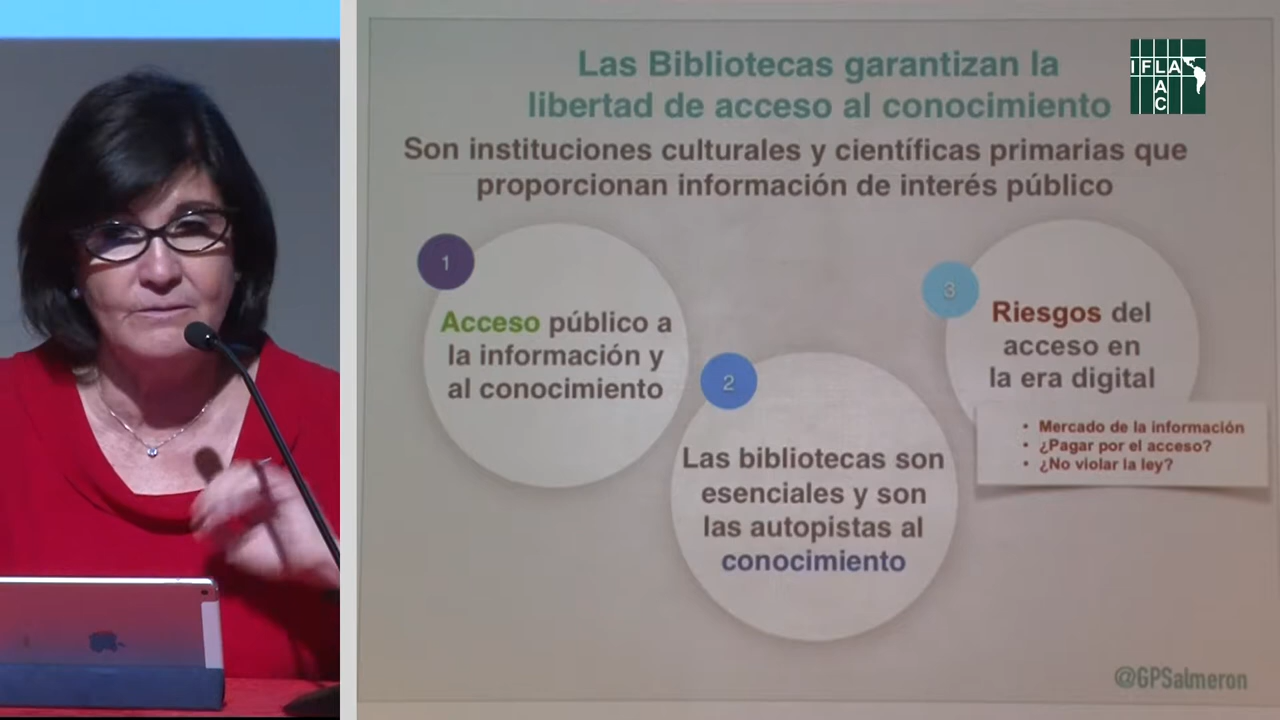 Las Bibliotecas garantizan la
libertad de acceso al conocimiento
IFLA
LAC
Son instituciones culturales y científicas primarias que
proporcionan información de interés público
1
Acceso público a
la información y
al conocimiento
2
Las bibliotecas son
esenciales y son
las autopistas al
conocimiento
3
Riesgos del
acceso en
la era digital
• Mercado de la información
• ¿Pagar por el acceso?
• ¿No violar la ley?
@GPSalmeron